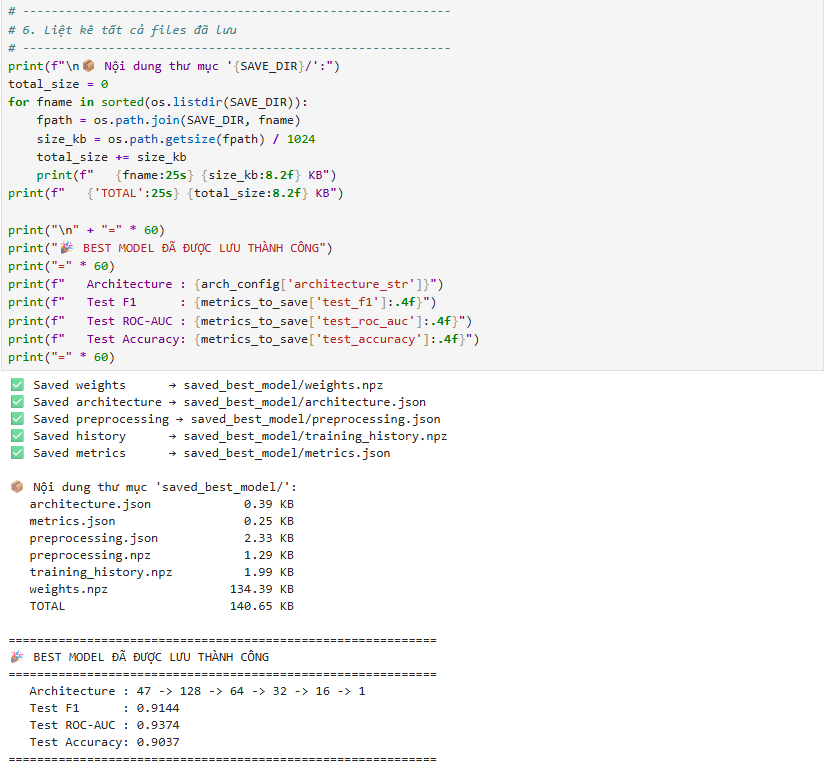 # ------------------------------------------------------------
# 6. Liệt kê tất cả files đã lưu
# ------------------------------------------------------------
print(f"\n📦 Nội dung thư mục '{SAVE_DIR}/':")
total_size = 0
for fname in sorted(os.listdir(SAVE_DIR)):
    fpath = os.path.join(SAVE_DIR, fname)
    size_kb = os.path.getsize(fpath) / 1024
    total_size += size_kb
    print(f"   {fname:25s} {size_kb:8.2f} KB")
print(f"   {'TOTAL':25s} {total_size:8.2f} KB")

print("\n" + "=" * 60)
print("🎉 BEST MODEL ĐÃ ĐƯỢC LƯU THÀNH CÔNG")
print("=" * 60)
print(f"   Architecture : {arch_config['architecture_str']}")
print(f"   Test F1      : {metrics_to_save['test_f1']:.4f}")
print(f"   Test ROC-AUC : {metrics_to_save['test_roc_auc']:.4f}")
print(f"   Test Accuracy: {metrics_to_save['test_accuracy']:.4f}")
print("=" * 60)
✅ Saved weights      → saved_best_model/weights.npz
✅ Saved architecture → saved_best_model/architecture.json
✅ Saved preprocessing → saved_best_model/preprocessing.json
✅ Saved history      → saved_best_model/training_history.npz
✅ Saved metrics      → saved_best_model/metrics.json

📦 Nội dung thư mục 'saved_best_model/':
   architecture.json             0.39 KB
   metrics.json                  0.25 KB
   preprocessing.json            2.33 KB
   preprocessing.npz             1.29 KB
   training_history.npz          1.99 KB
   weights.npz                 134.39 KB
   TOTAL                       140.65 KB

============================================================
🎉 BEST MODEL ĐÃ ĐƯỢC LƯU THÀNH CÔNG
============================================================
   Architecture : 47 -> 128 -> 64 -> 32 -> 16 -> 1
   Test F1      : 0.9144
   Test ROC-AUC : 0.9374
   Test Accuracy: 0.9037
============================================================